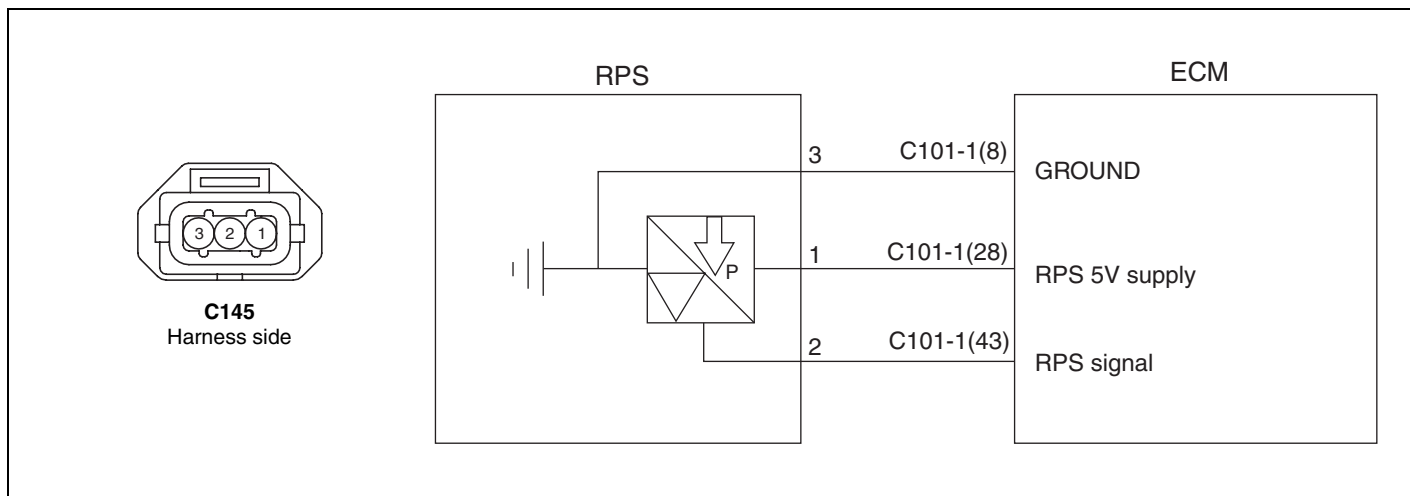 RPS
ECM
3
C101-1(8)
GROUND
3 2 1
P
1
C101-1(28)
RPS 5V supply
C145
Harness side
2
C101-1(43)
RPS signal